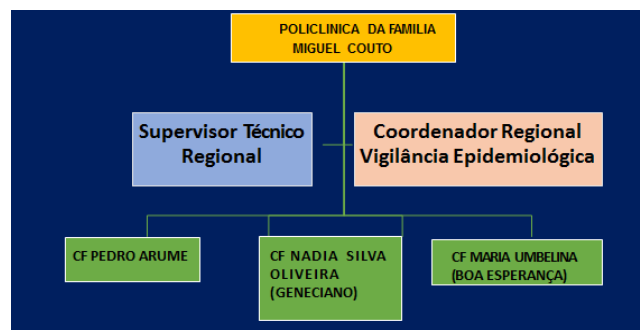 POLICLINICA DA FAMILIA
MIGUEL COUTO
Supervisor Técnico
Regional
Coordenador Regional
Vigilância Epidemiológica
CF PEDRO ARUME
CF NADIA SILVA
OLIVEIRA
(GENECIANO)
CF MARIA UMBELINA
(BOA ESPERANÇA)